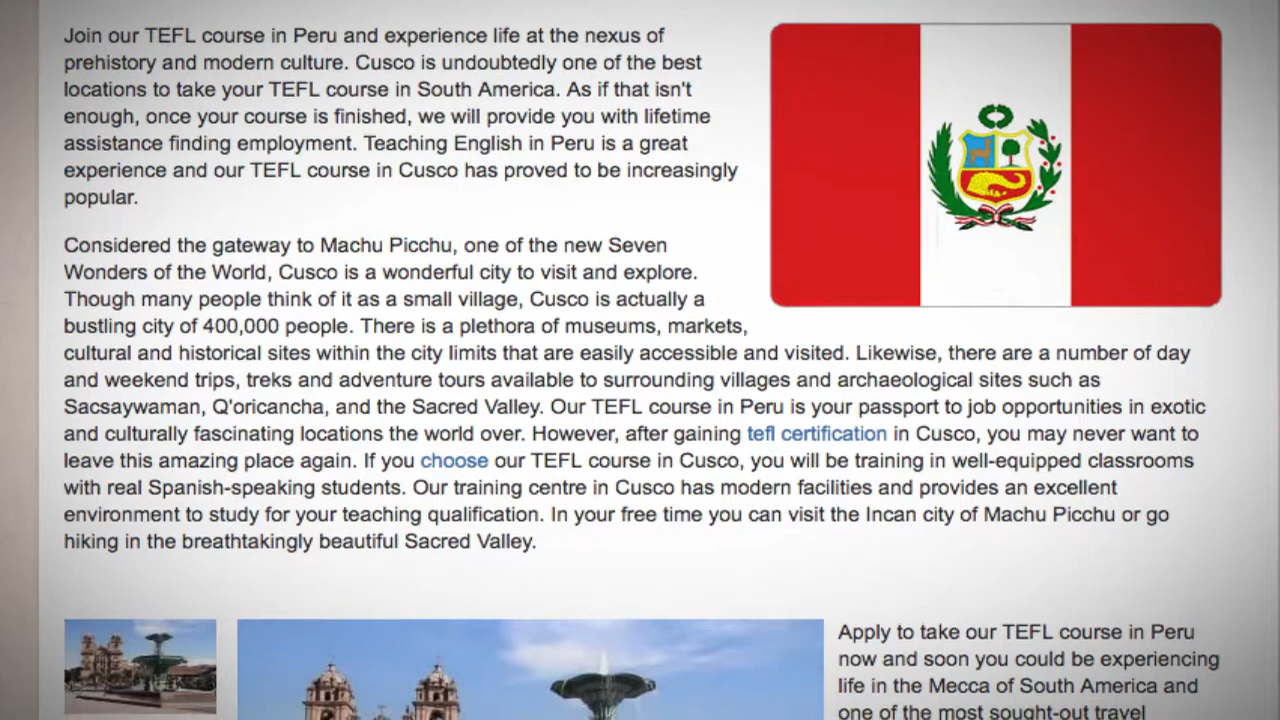 Join our TEFL course in Peru and experience life at the nexus of
prehistory and modern culture. Cusco is undoubtedly one of the best
locations to take your TEFL course in South America. As if that isn't
enough, once your course is finished, we will provide you with lifetime
assistance finding employment. Teaching English in Peru is a great
experience and our TEFL course in Cusco has proved to be increasingly
popular.
Considered the gateway to Machu Picchu, one of the new Seven
Wonders of the World, Cusco is a wonderful city to visit and explore.
Though many people think of it as a small village, Cusco is actually a
bustling city of 400,000 people. There is a plethora of museums, markets,
cultural and historical sites within the city limits that are easily accessible and visited. Likewise, there are a number of day
and weekend trips, treks and adventure tours available to surrounding villages and archaeological sites such as
Sacsaywaman, Q'oricancha, and the Sacred Valley. Our TEFL course in Peru is your passport to job opportunities in exotic
and culturally fascinating locations the world over. However, after gaining tefl certification in Cusco, you may never want to
leave this amazing place again. If you choose our TEFL course in Cusco, you will be training in well-equipped classrooms
with real Spanish-speaking students. Our training centre in Cusco has modern facilities and provides an excellent
environment to study for your teaching qualification. In your free time you can visit the Incan city of Machu Picchu or go
hiking in the breathtakingly beautiful Sacred Valley.
Apply to take our TEFL course in Peru
now and soon you could be experiencing
life in the Mecca of South America and
one of the most sought-out travel